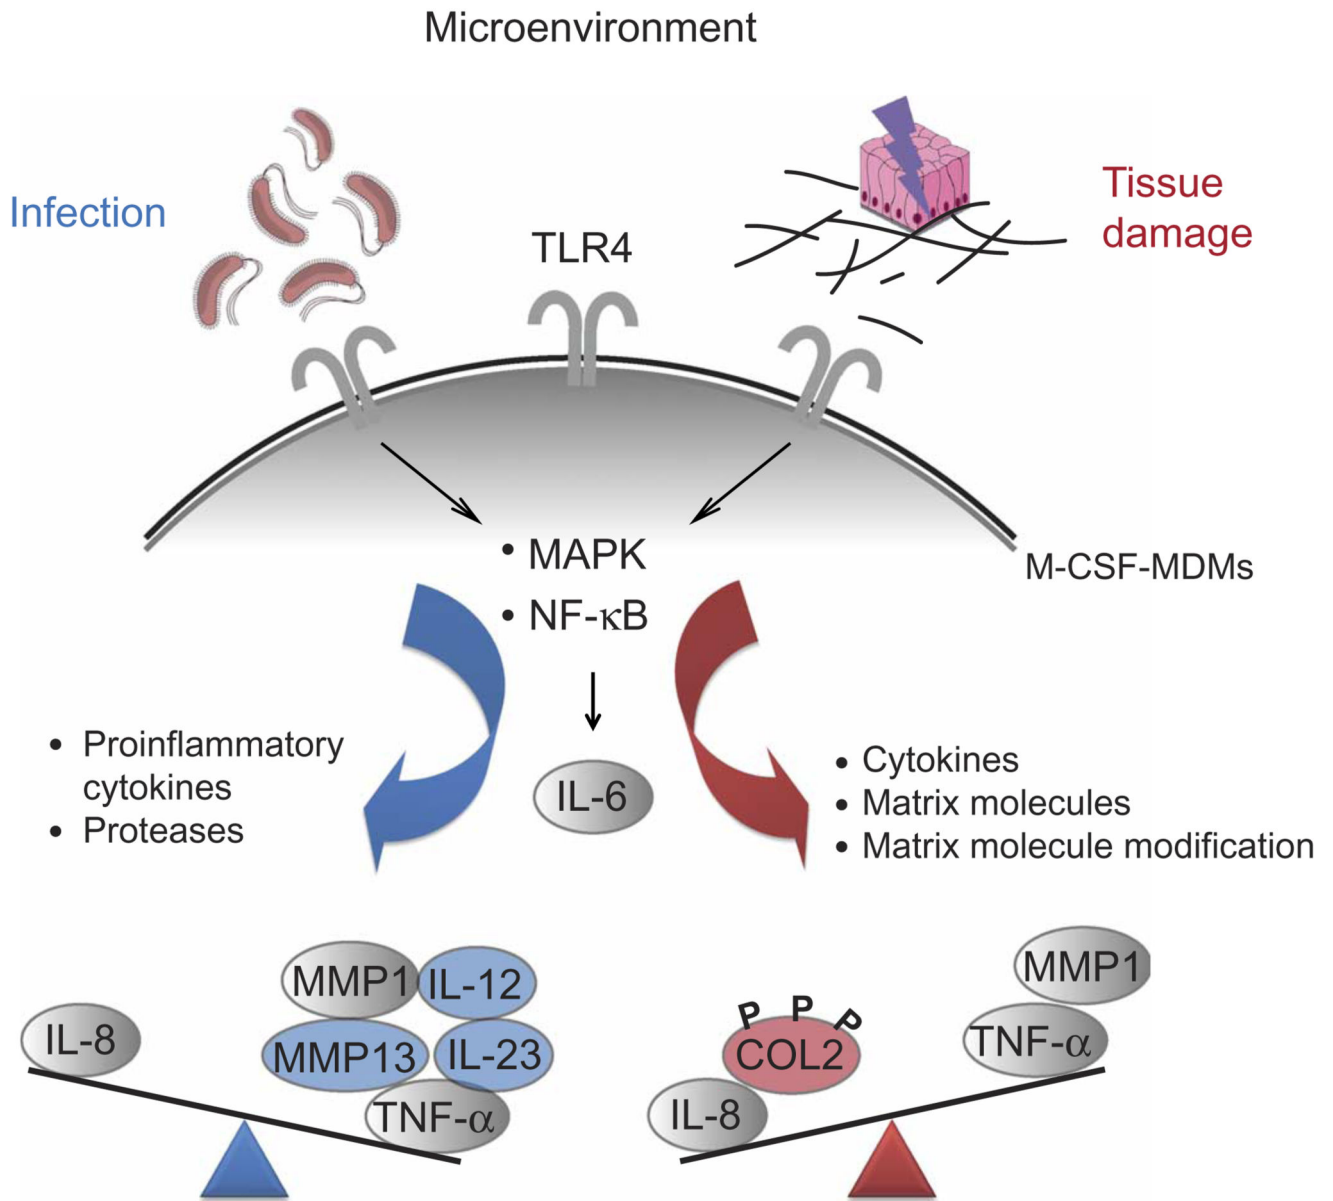 Microenvironment
Infection
Tissue
damage
TLR4
• MAPK
M-CSF-MDMs
• NF-κB
• Proinflammatory
cytokines
• Proteases
IL-6
• Cytokines
• Matrix molecules
• Matrix molecule modification
MMP1
IL-12
IL-8
MMP13
IL-23
TNF-α
P P P
COL2
IL-8
MMP1
TNF-α